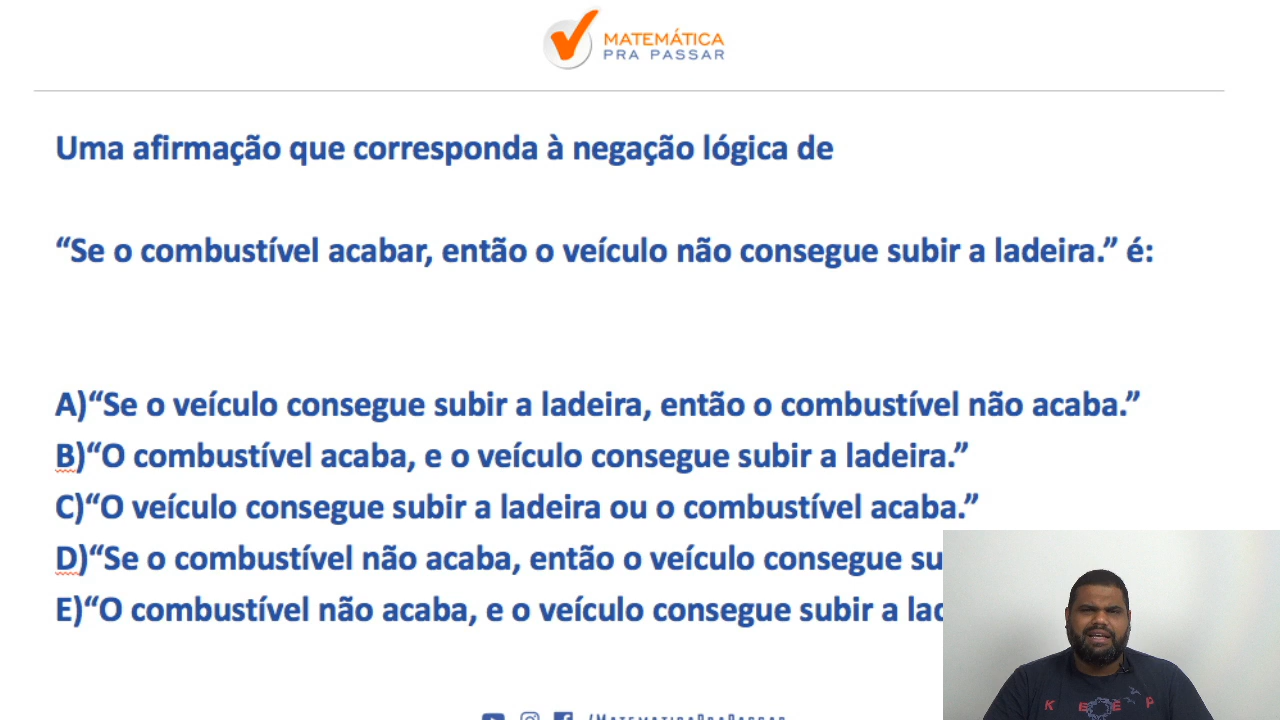 MATEMÁTICA
PRA PASSAR
Uma afirmação que corresponda à negação lógica de
“Se o combustível acabar, então o veículo não consegue subir a ladeira.” é:
A)“Se o veículo consegue subir a ladeira, então o combustível não acaba.”
B)“O combustível acaba, e o veículo consegue subir a ladeira.”
C)“O veículo consegue subir a ladeira ou o combustível acaba.”
D)“Se o combustível não acaba, então o veículo consegue su
E)“O combustível não acaba, e o veículo consegue subir a lad
K E E P
/MATEMATICAPRAPASSAR